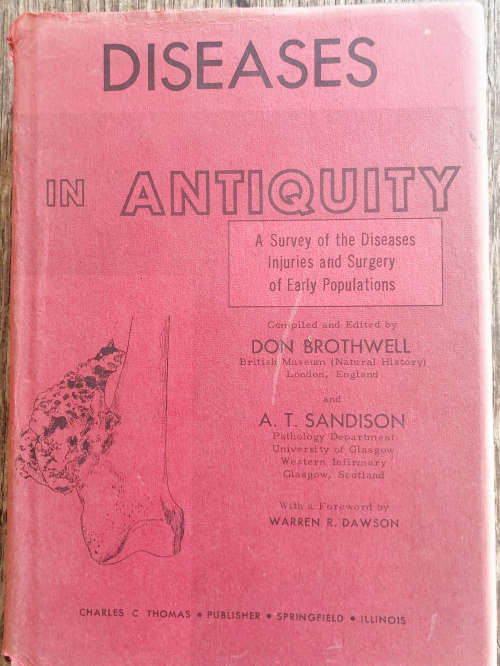 DISEASES
IN ANTIQUITY
A Survey of the Diseases
Injuries and Surgery
of Early Populations
Compiled and Edited by
DON BROTHWELL
British Museum (Natural History)
London, England
and
A. T. SANDISON
Pathology Department
University of Glasgow
Western Infirmary
Glasgow, Scotland
With a Foreword by
WARREN R. DAWSON
CHARLES C THOMAS • PUBLISHER • SPRINGFIELD • ILLINOIS